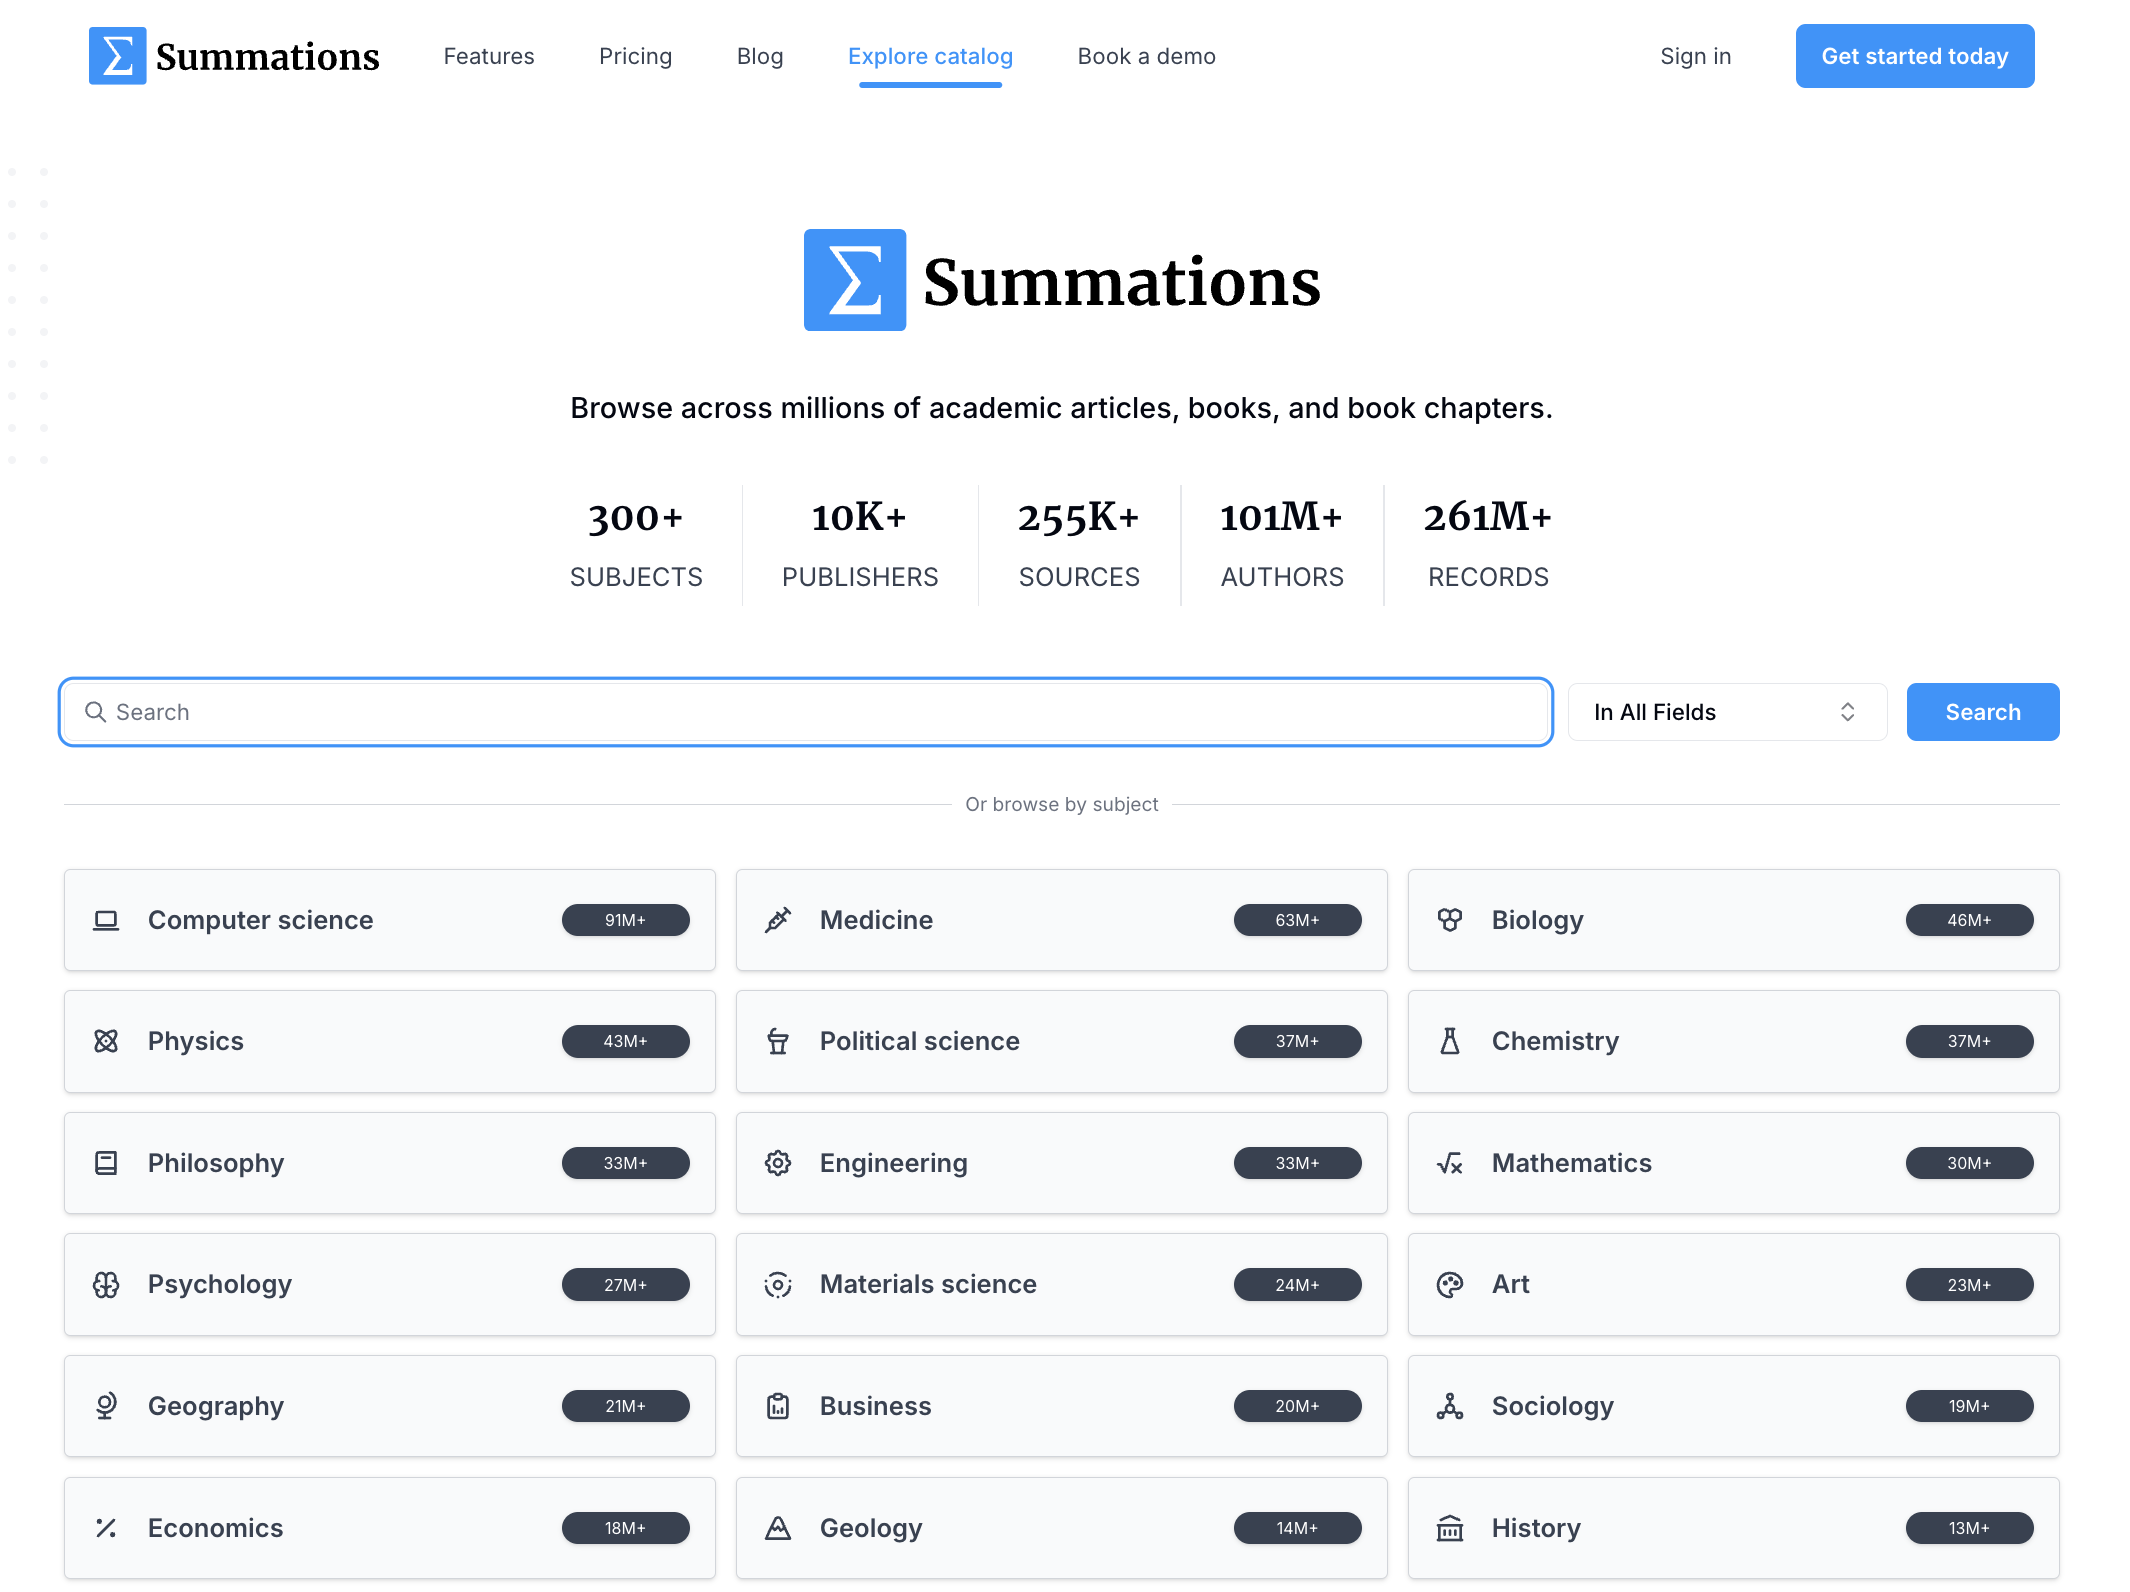 Σ Summations Features Pricing Blog Explore catalog Book a demo Sign in Get started today
Σ Summations
Browse across millions of academic articles, books, and book chapters.
300+ 10K+ 255K+ 101M+ 261M+
SUBJECTS PUBLISHERS SOURCES AUTHORS RECORDS
Search In All Fields Search
Or browse by subject
Computer science 91M+ Medicine 63M+ Biology 46M+
Physics 43M+ Political science 37M+ Chemistry 37M+
Philosophy 33M+ Engineering 33M+ Mathematics 30M+
Psychology 27M+ Materials science 24M+ Art 23M+
Geography 21M+ Business 20M+ Sociology 19M+
Economics 18M+ Geology 14M+ History 13M+